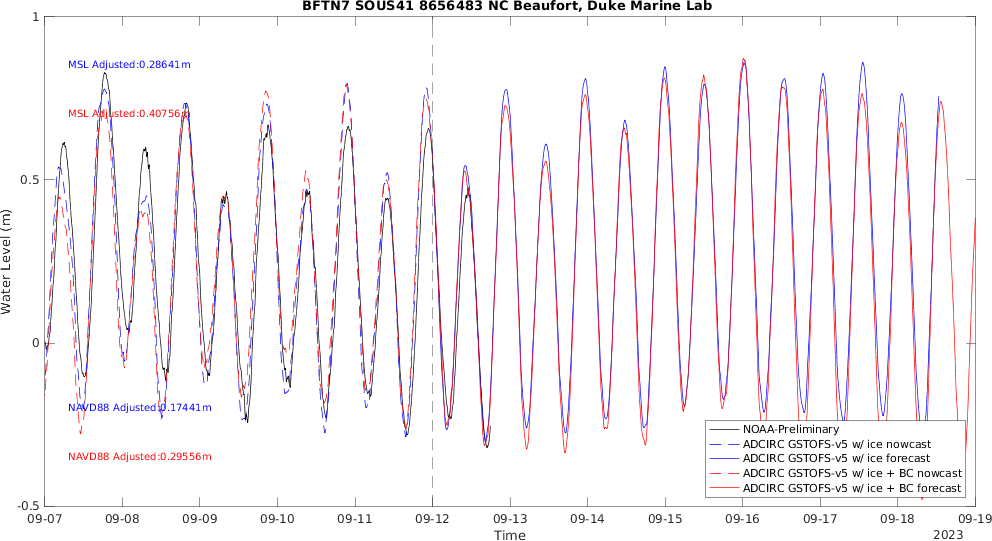 BFTN7 SOUS41 8656483 NC Beaufort, Duke Marine Lab
1
MSL Adjusted:0.28641m
MSL Adjusted:0.40756m
0.5
Water Level (m)
0
NAVD88 Adjusted:0.17441m
NAVD88 Adjusted:0.29556m
NOAA-Preliminary
ADCIRC GSTOFS-v5 w/ ice nowcast
ADCIRC GSTOFS-v5 w/ ice forecast
ADCIRC GSTOFS-v5 w/ ice + BC nowcast
ADCIRC GSTOFS-v5 w/ ice + BC forecast
-0.5
09-07 09-08 09-09 09-10 09-11 09-12 09-13 09-14 09-15 09-16 09-17 09-18 09-19
Time
2023